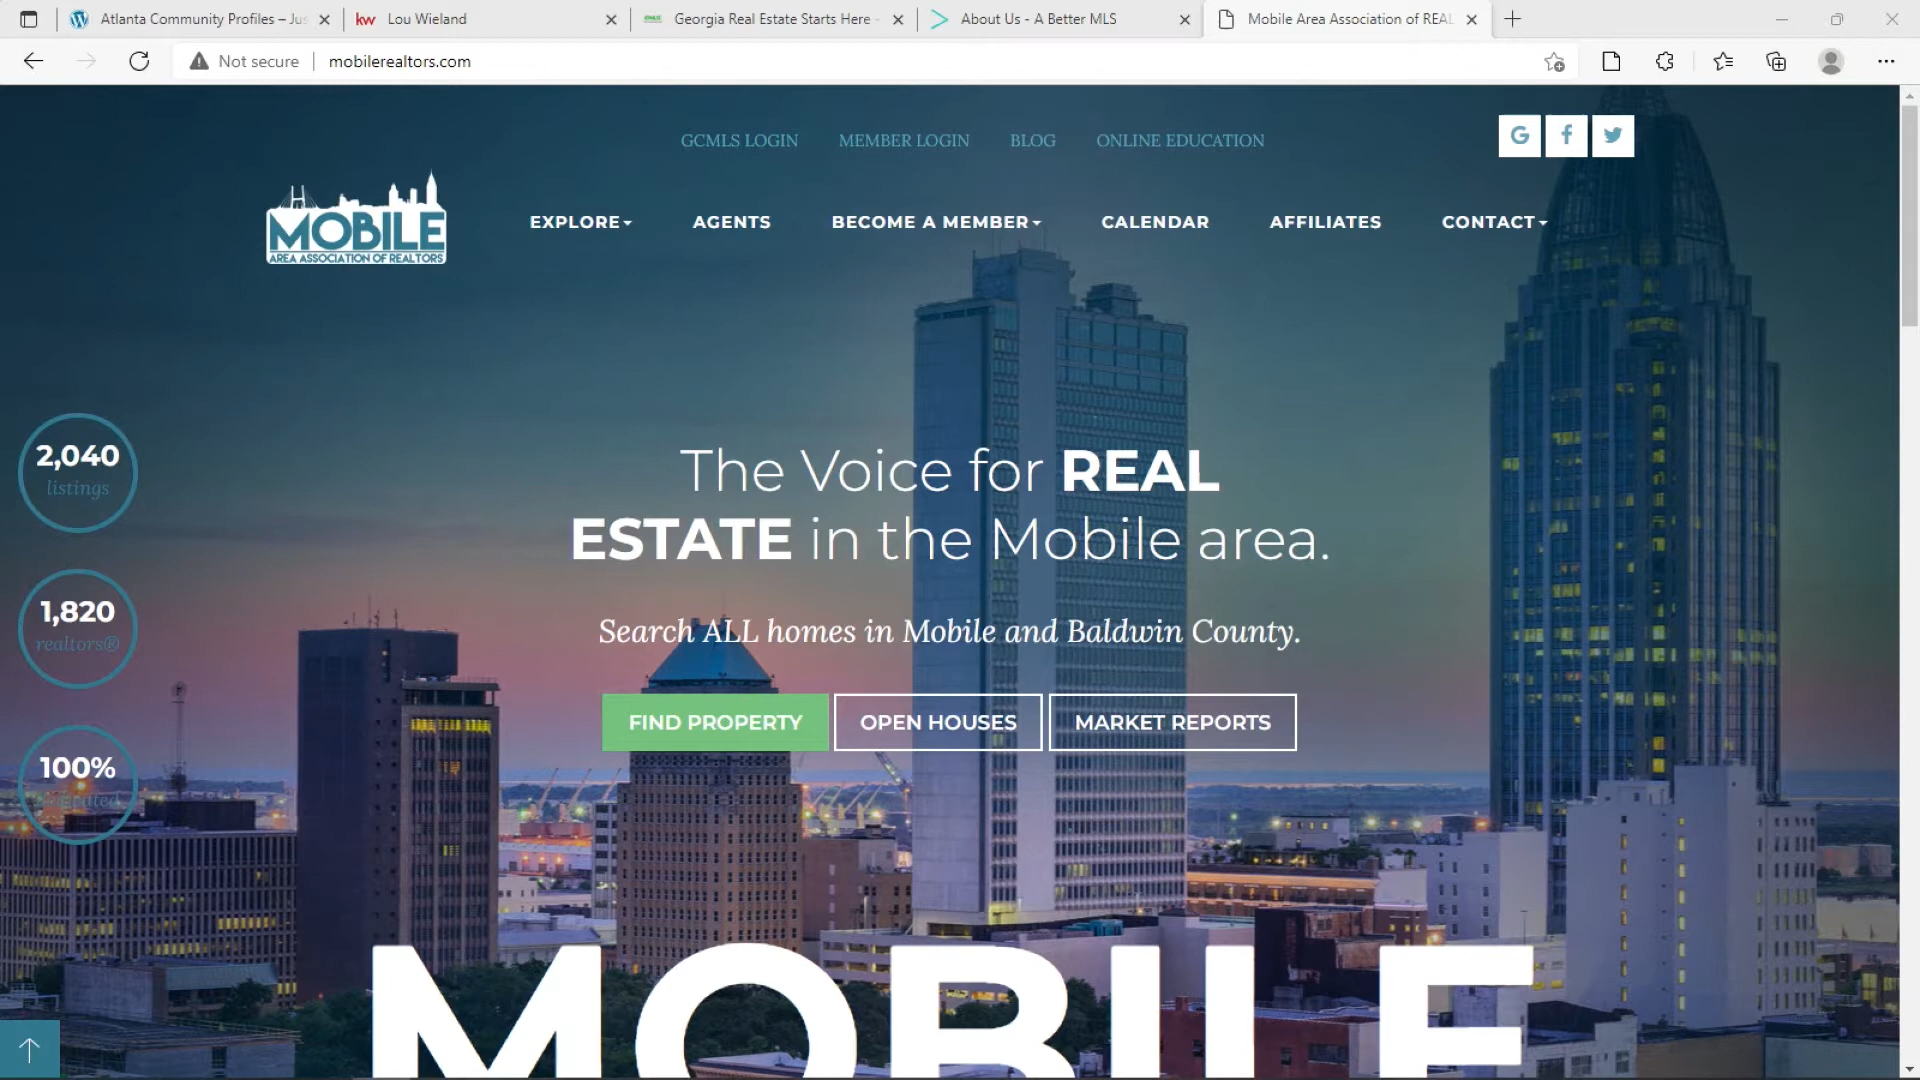 Atlanta Community Profiles – Jus
kw Lou Wieland
Georgia Real Estate Starts Here -
About Us - A Better MLS
Mobile Area Association of REAL
Not secure
mobilerealtors.com
GCMLS LOGIN
MEMBER LOGIN
BLOG
ONLINE EDUCATION
MOBILE
AREA ASSOCIATION OF REALTORS
EXPLORE
AGENTS
BECOME A MEMBER
CALENDAR
AFFILIATES
CONTACT
2,040
listings
1,820
realtors®
100%
The Voice for REAL
ESTATE in the Mobile area.
Search ALL homes in Mobile and Baldwin County.
FIND PROPERTY
OPEN HOUSES
MARKET REPORTS
MOBILE